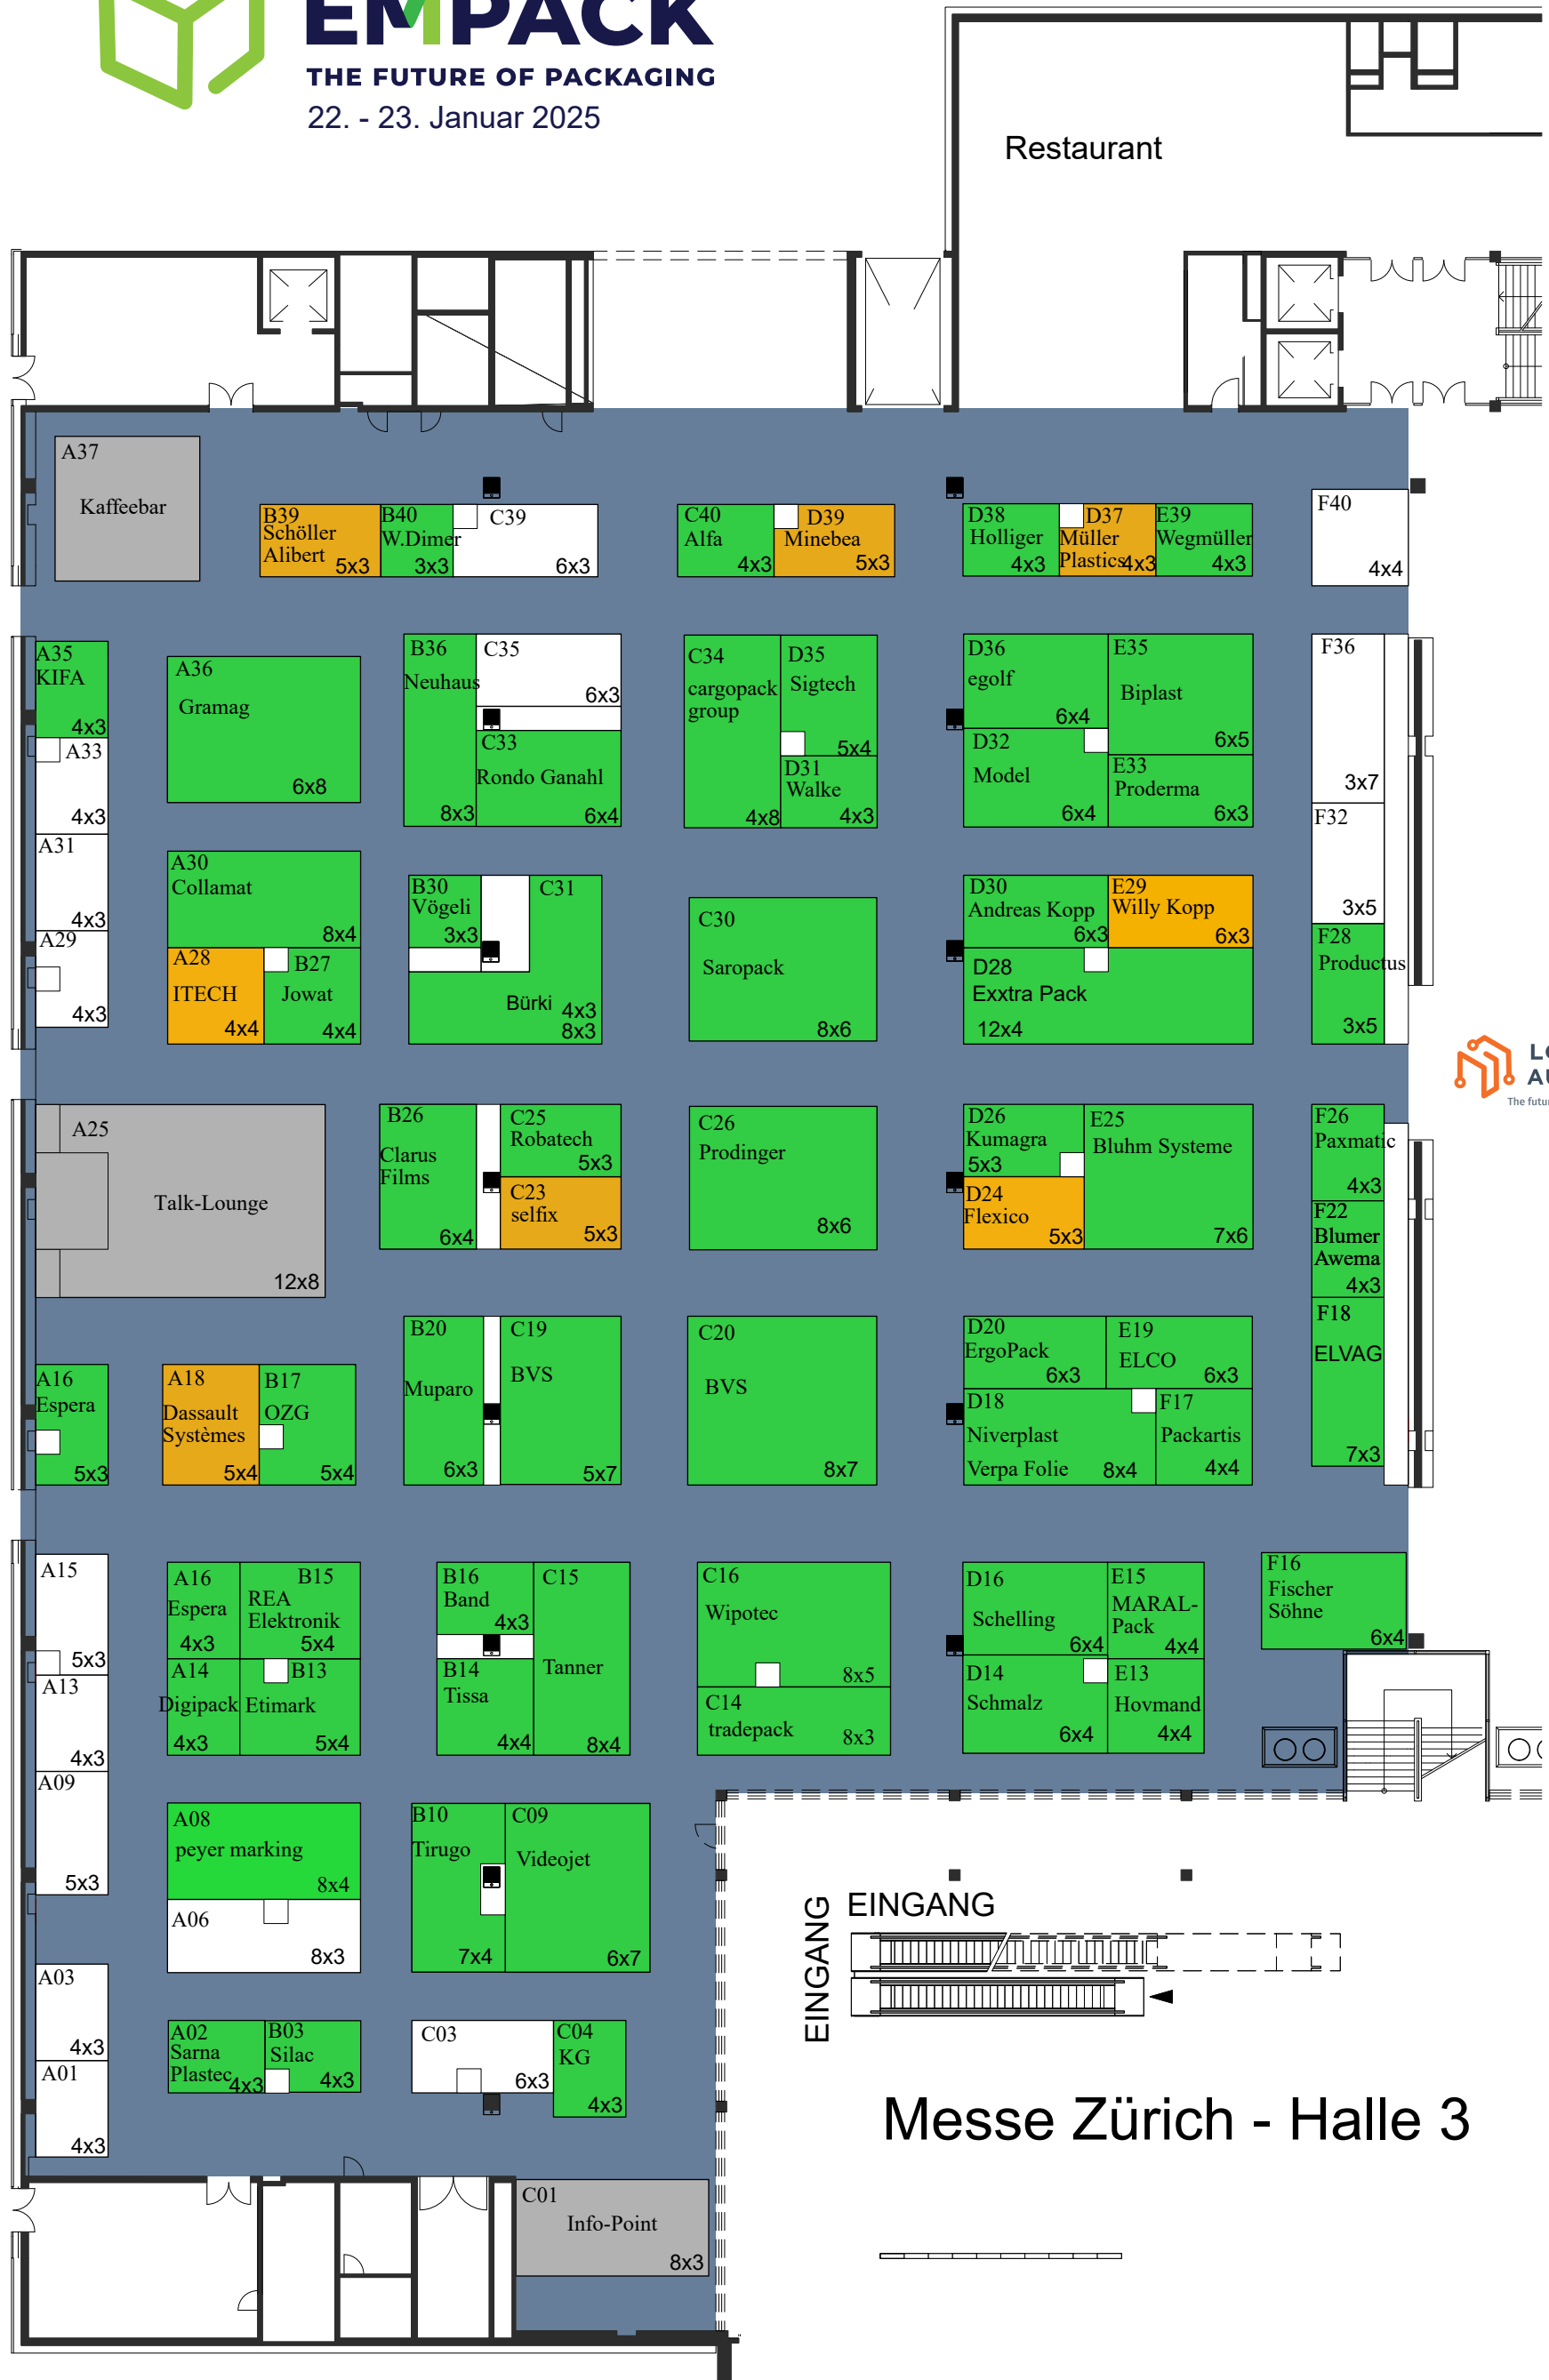 EMPACK
THE FUTURE OF PACKAGING
22. - 23. Januar 2025
Restaurant
A37
Kaffeebar
B39
Schöller
Alibert
5x3
B40
W.Dimer
3x3
C39
6x3
C40
Alfa
4x3
D39
Minebea
5x3
D38
Holliger
4x3
D37
Müller
Plastics
4x3
E39
Wegmüller
4x3
F40
4x4
A35
KIFA
4x3
A33
4x3
A31
4x3
A29
4x3
A36
Gramag
6x8
B36
Neuhaus
8x3
C35
6x3
C33
Rondo Ganahl
6x4
C34
cargopack
group
4x8
D35
Sigtech
5x4
D31
Walke
4x3
D36
egolf
6x4
E35
Biplast
6x5
D32
Model
6x4
E33
Proderma
6x3
F36
3x7
F32
3x5
F28
Productus
3x5
A30
Collamat
8x4
A28
ITECH
4x4
B27
Jowat
4x4
B30
Vögeli
3x3
C31
Bürki
4x3
8x3
C30
Saropack
8x6
D30
Andreas Kopp
6x3
E29
Willy Kopp
6x3
D28
Exxtra Pack
12x4
The futur
A25
Talk-Lounge
12x8
B26
Clarus
Films
6x4
C25
Robatech
5x3
C23
selfix
5x3
C26
Prodinger
8x6
D26
Kumagra
5x3
D24
Flexico
5x3
E25
Bluhm Systeme
7x6
F26
Paxmatic
4x3
F22
Blumer
Awema
4x3
F18
ELVAG
7x3
A16
Espera
5x3
A18
Dassault
Systèmes
5x4
B17
OZG
5x4
B20
Muparo
6x3
C19
BVS
5x7
C20
BVS
8x7
D20
ErgoPack
6x3
E19
ELCO
6x3
D18
Niverplast
Verpa Folie
8x4
F17
Packartis
4x4
A15
5x3
A13
4x3
A09
5x3
A16
Espera
4x3
B15
REA
Elektronik
5x4
A14
Digipack
4x3
B13
Etimark
5x4
B16
Band
4x3
B14
Tissa
4x4
C15
Tanner
8x4
C16
Wipotec
8x5
C14
tradepack
8x3
D16
Schelling
6x4
E15
MARAL-
Pack
4x4
D14
Schmalz
6x4
E13
Hovmand
4x4
F16
Fischer
Söhne
6x4
A08
peyer marking
8x4
A06
8x3
B10
Tirugo
7x4
C09
Videojet
6x7
EINGANG
EINGANG
A03
4x3
A01
4x3
A02
Sarna
Plastec
4x3
B03
Silac
4x3
C03
6x3
C04
KG
4x3
Messe Zürich - Halle 3
C01
Info-Point
8x3